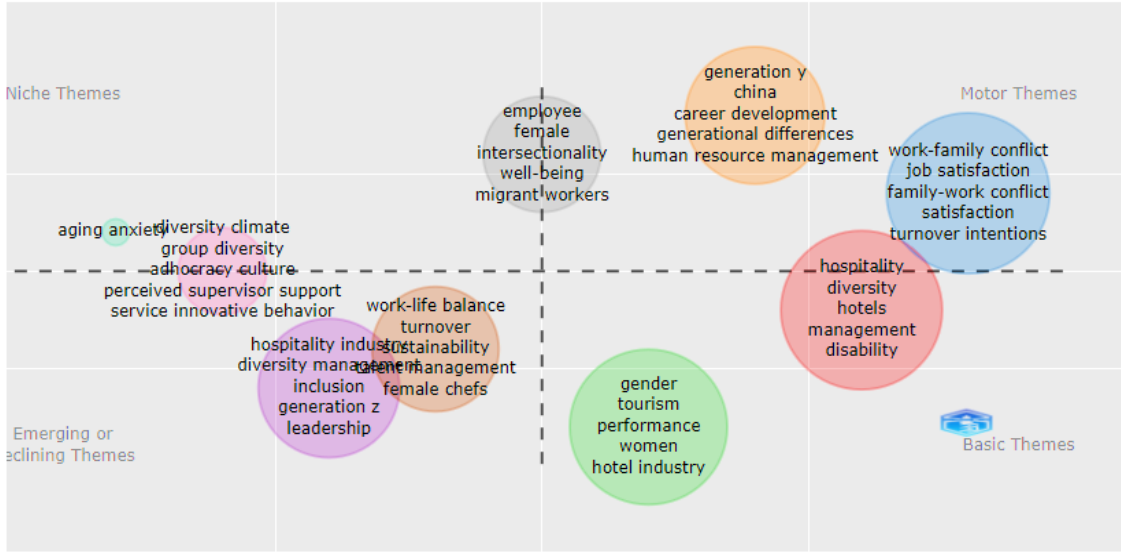 Niche Themes
Motor Themes
generation y
china
career development
generational differences
human resource management
employee
female
intersectionality
well-being
migrant workers
work-family conflict
job satisfaction
family-work conflict
satisfaction
turnover intentions
aging anxiety
diversity climate
group diversity
adhocracy culture
perceived supervisor support
service innovative behavior
hospitality
diversity
hotels
management
disability
work-life balance
turnover
sustainability
talent management
female chefs
hospitality industry
diversity management
inclusion
generation z
leadership
gender
tourism
performance
women
hotel industry
Emerging or
eclining Themes
Basic Themes